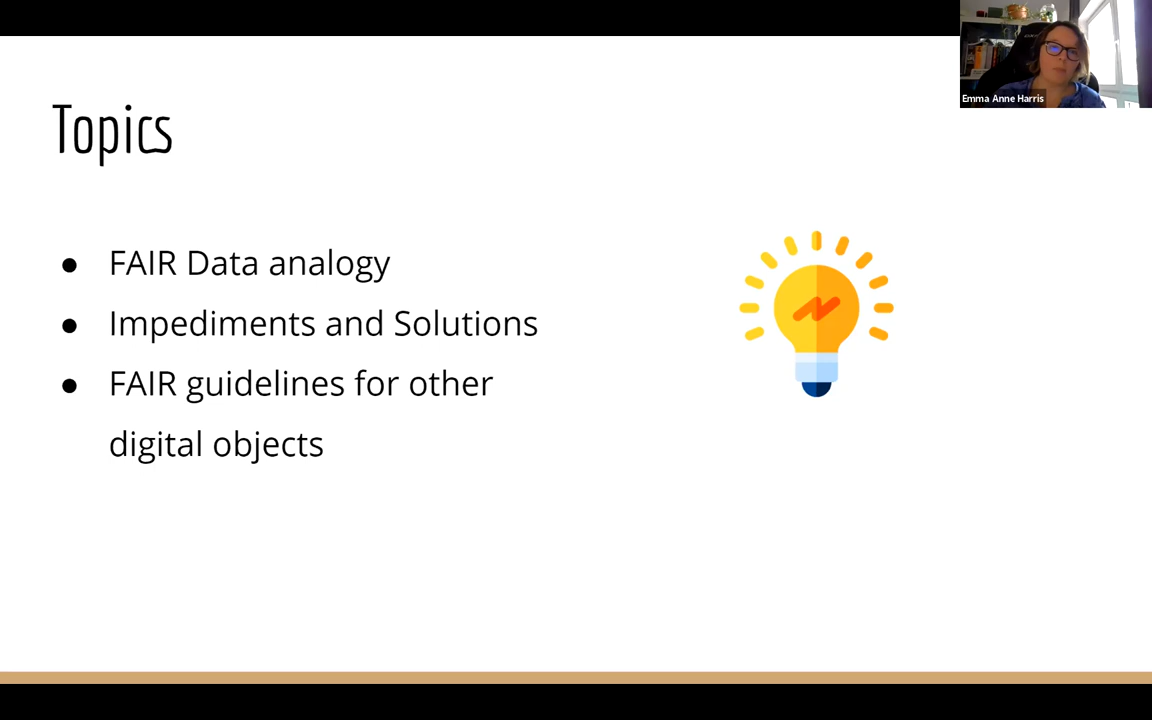 Emma Anne Harris
Topics
● FAIR Data analogy
● Impediments and Solutions
● FAIR guidelines for other
digital objects